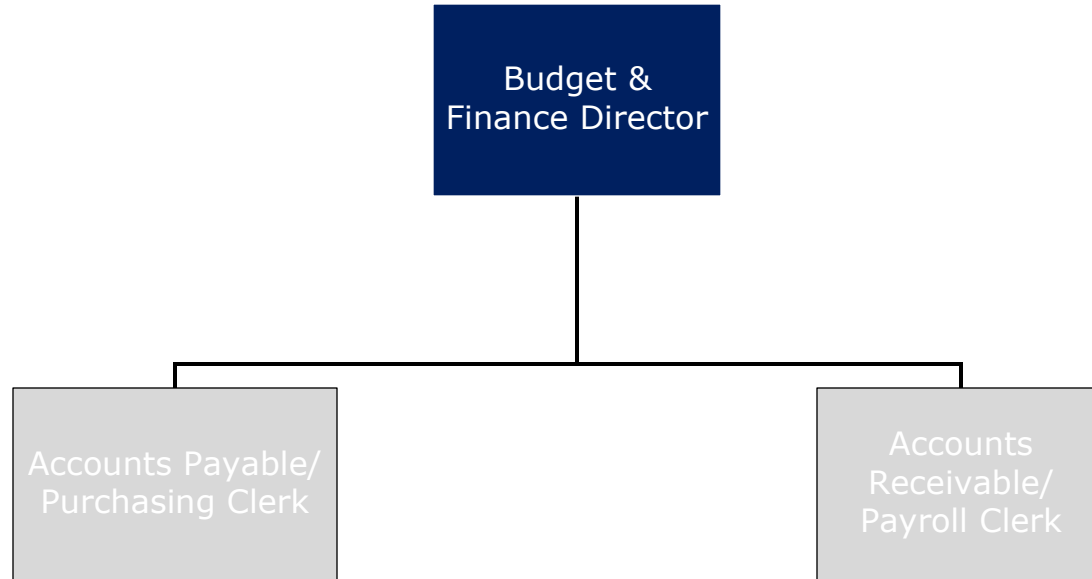 Budget &
Finance Director
Accounts Payable/
Purchasing Clerk
Accounts
Receivable/
Payroll Clerk